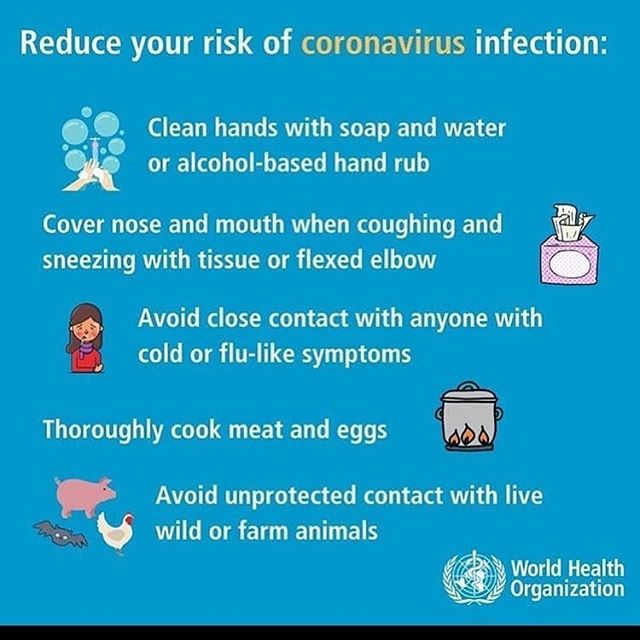 Reduce your risk of coronavirus infection:
Clean hands with soap and water
or alcohol-based hand rub
Cover nose and mouth when coughing and
sneezing with tissue or flexed elbow
Avoid close contact with anyone with
cold or flu-like symptoms
Thoroughly cook meat and eggs
Avoid unprotected contact with live
wild or farm animals
World Health
Organization